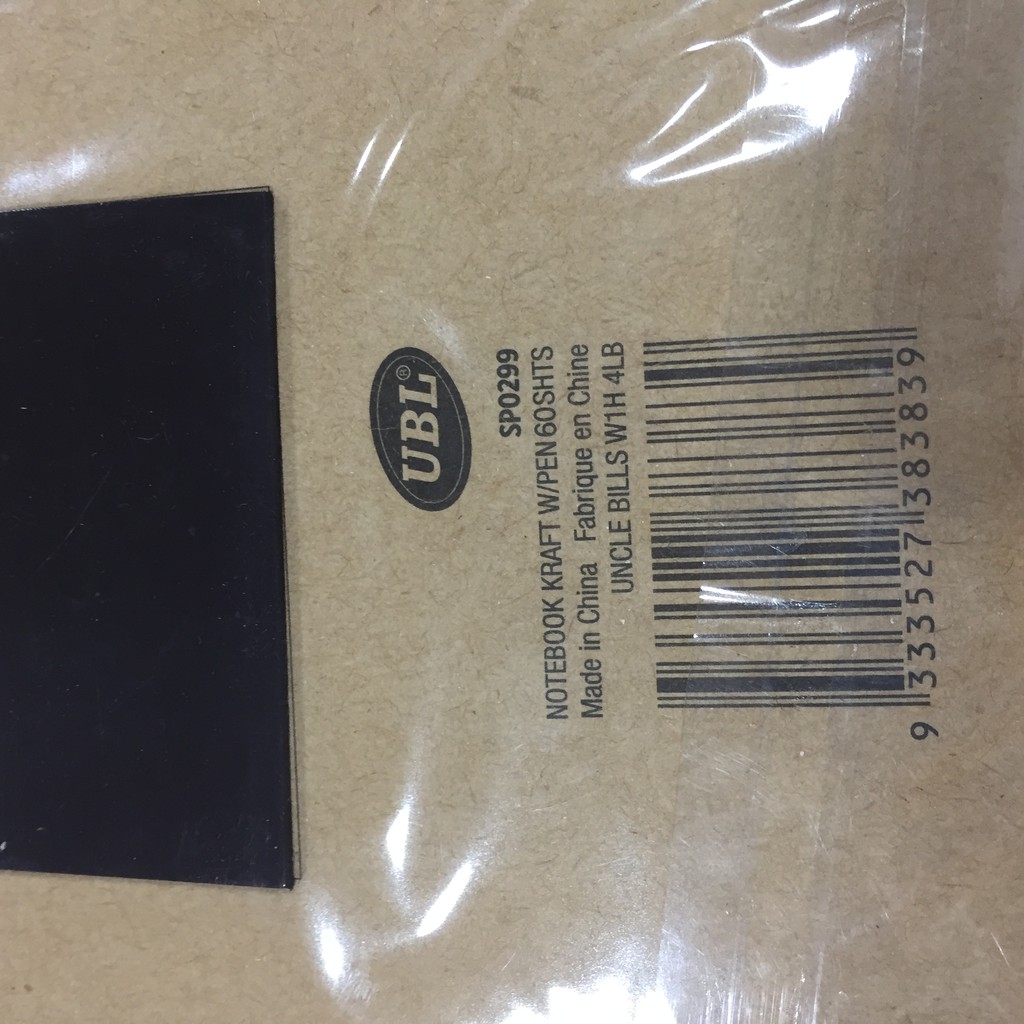 UBL®
SP0299
NOTEBOOK KRAFT W/PEN 60SHTS
Made in China Fabrique en Chine
UNCLE BILLS W1H 4LB
9 333527 383839